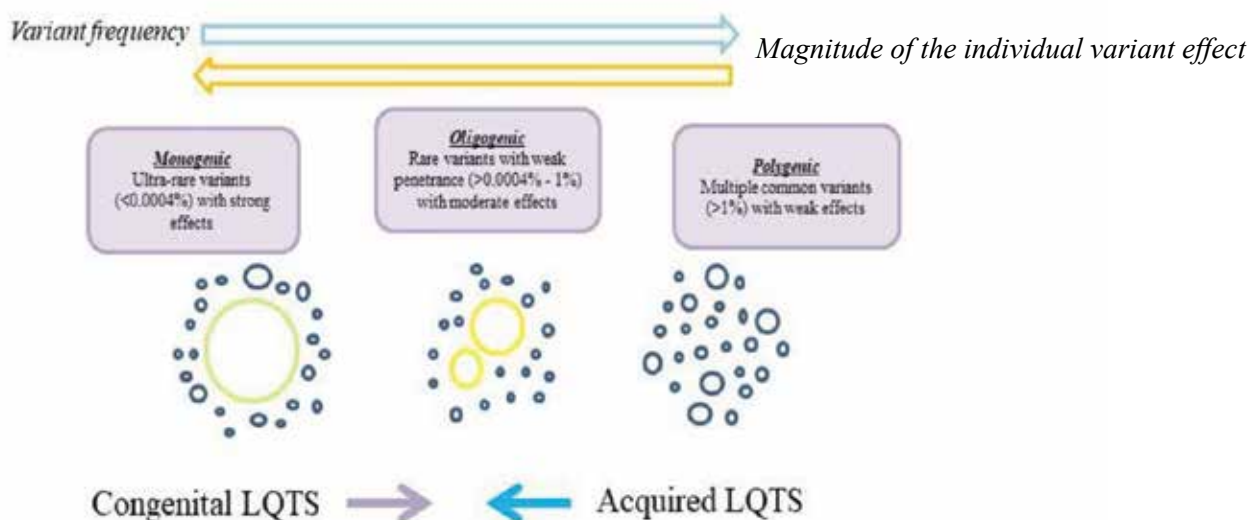 Variant frequency
Magnitude of the individual variant effect
Monogenic
Ultra-rare variants
(<0.0004%) with strong
effects
Oligogenic
Rare variants with weak
penetrance (>0.0004% - 1%)
with moderate effects
Polygenic
Multiple common variants
(>1%) with weak effects
Congenital LQTS
Acquired LQTS